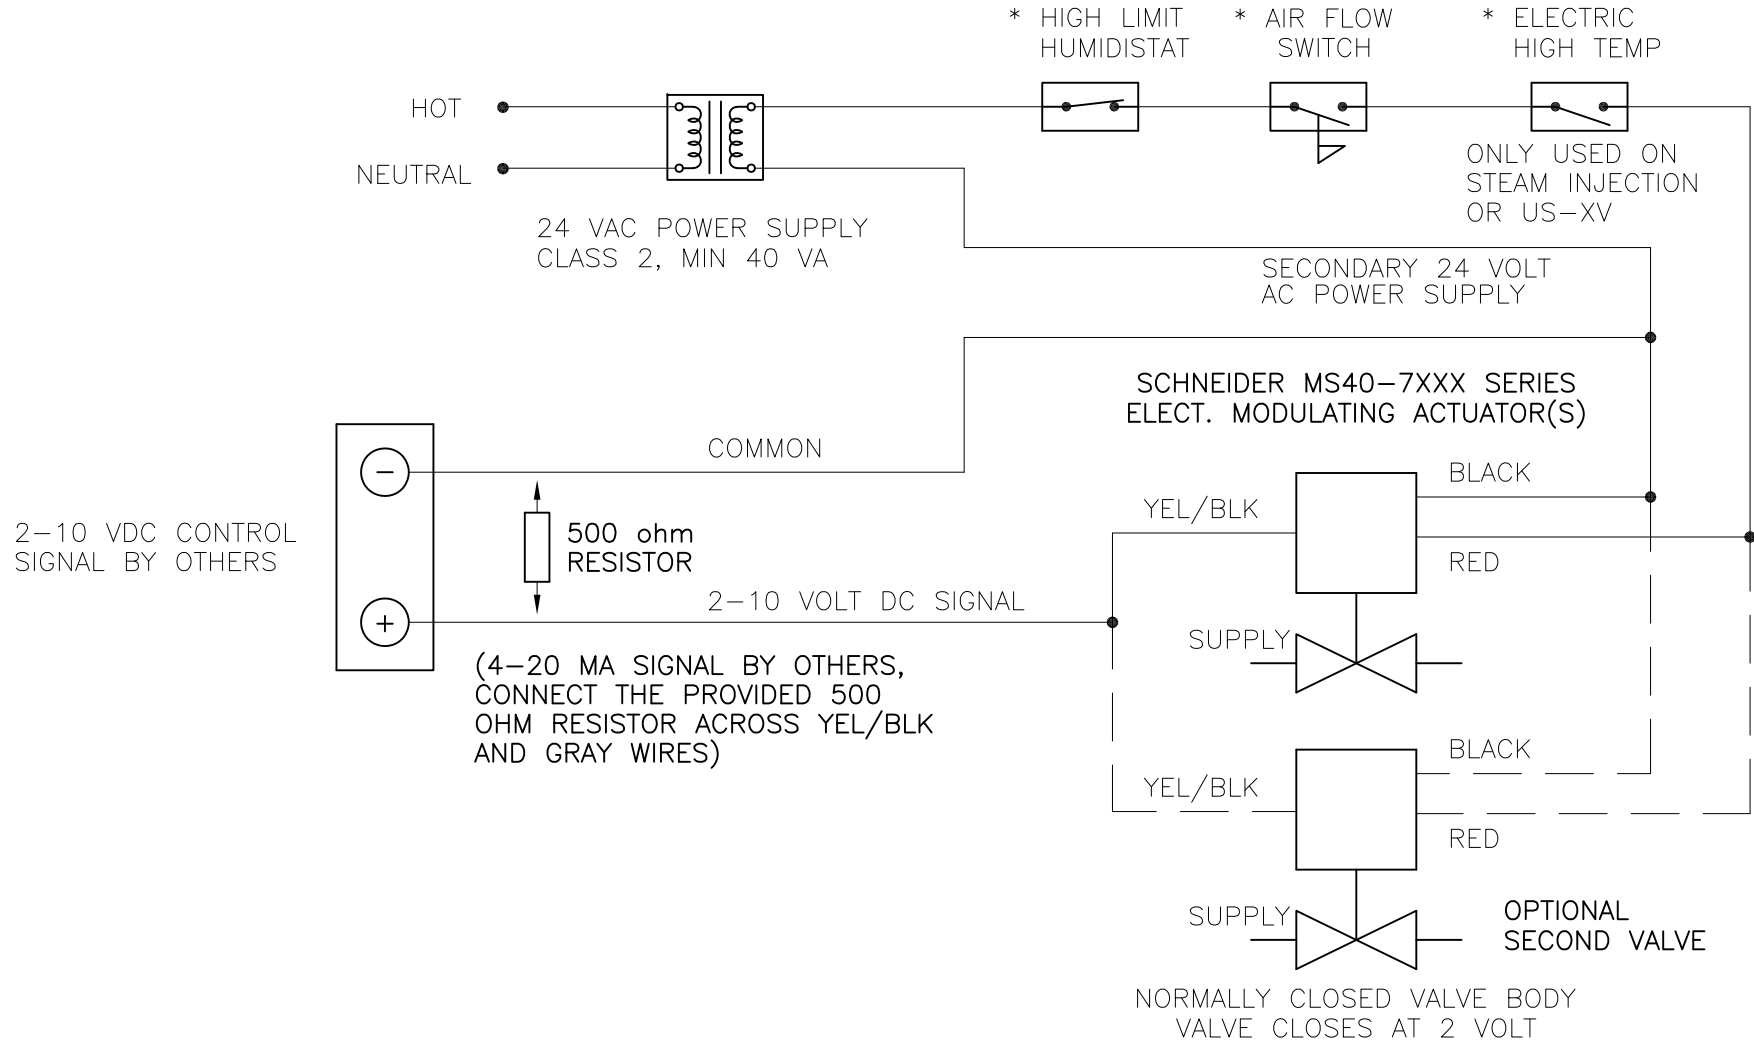 * HIGH LIMIT
HUMIDISTAT
* AIR FLOW
SWITCH
* ELECTRIC
HIGH TEMP
HOT
NEUTRAL
ONLY USED ON
STEAM INJECTION
OR US-XV
24 VAC POWER SUPPLY
CLASS 2, MIN 40 VA
SECONDARY 24 VOLT
AC POWER SUPPLY
SCHNEIDER MS40-7XXX SERIES
ELECT. MODULATING ACTUATOR(S)
COMMON
-
BLACK
YEL/BLK
2-10 VDC CONTROL
SIGNAL BY OTHERS
500 ohm
RESISTOR
RED
2-10 VOLT DC SIGNAL
+
SUPPLY
(4-20 MA SIGNAL BY OTHERS,
CONNECT THE PROVIDED 500
OHM RESISTOR ACROSS YEL/BLK
AND GRAY WIRES)
BLACK
YEL/BLK
RED
SUPPLY
OPTIONAL
SECOND VALVE
NORMALLY CLOSED VALVE BODY
VALVE CLOSES AT 2 VOLT